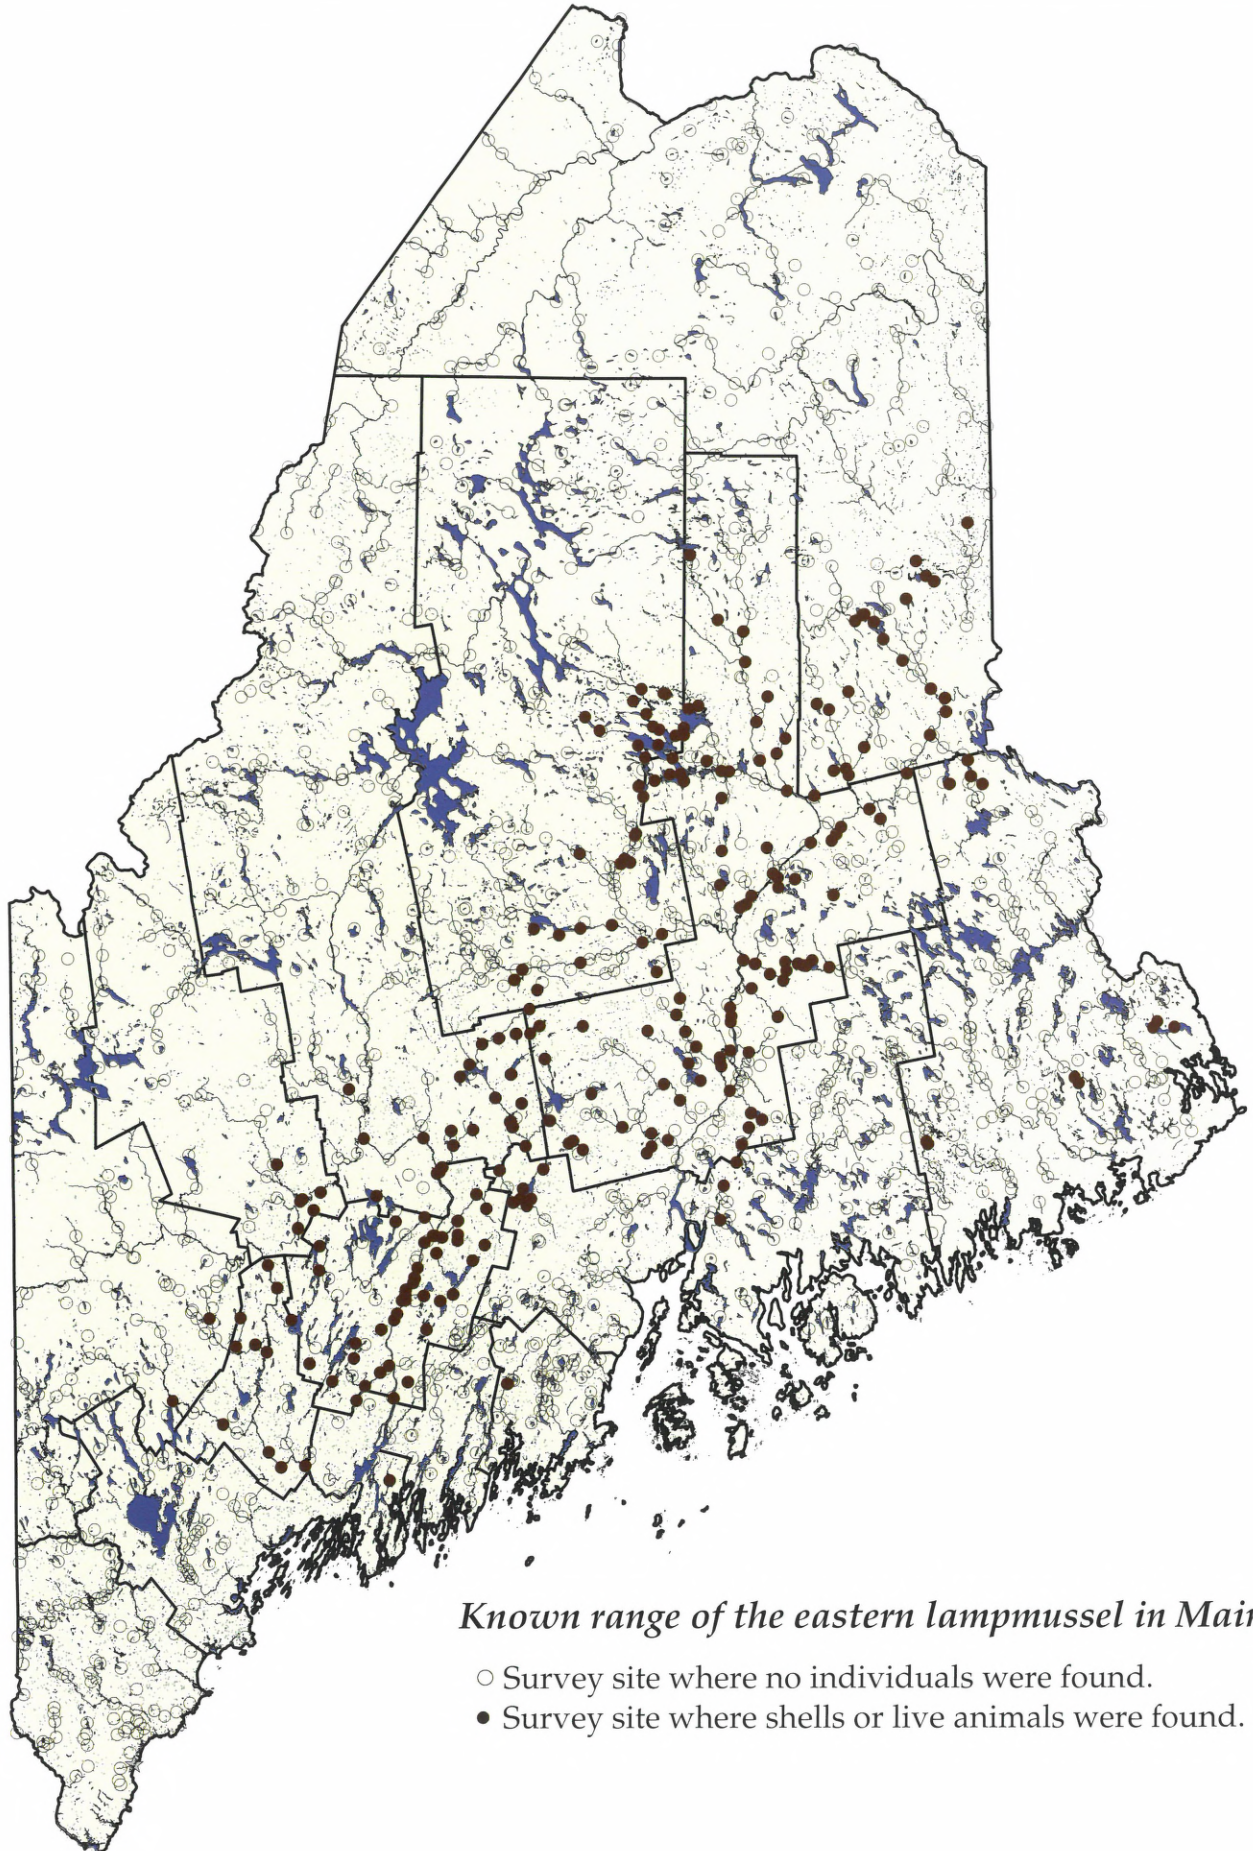 Known range of the eastern lampmussel in Mai
Survey site where no individuals were found.
Survey site where shells or live animals were found.